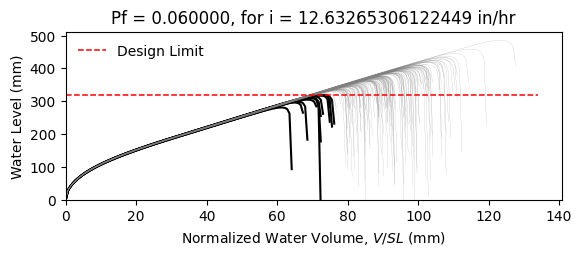 Pf = 0.060000, for i = 12.63265306122449 in/hr
500
400
300
200
100
0
Water Level (mm)
Design Limit
0 20 40 60 80 100 120 140
Normalized Water Volume, V/SL (mm)